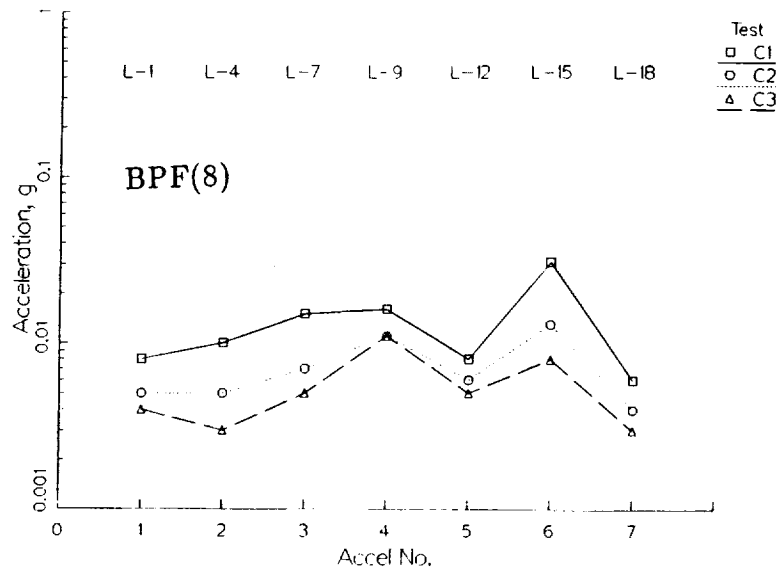 Test
C1
C2
C3
L-1 L-4 L-7 L-9 L-12 L-15 L-18
BPF(8)
Acceleration, g
1
0.1
0.01
0.001
0 1 2 3 4 5 6 7
Accel No.